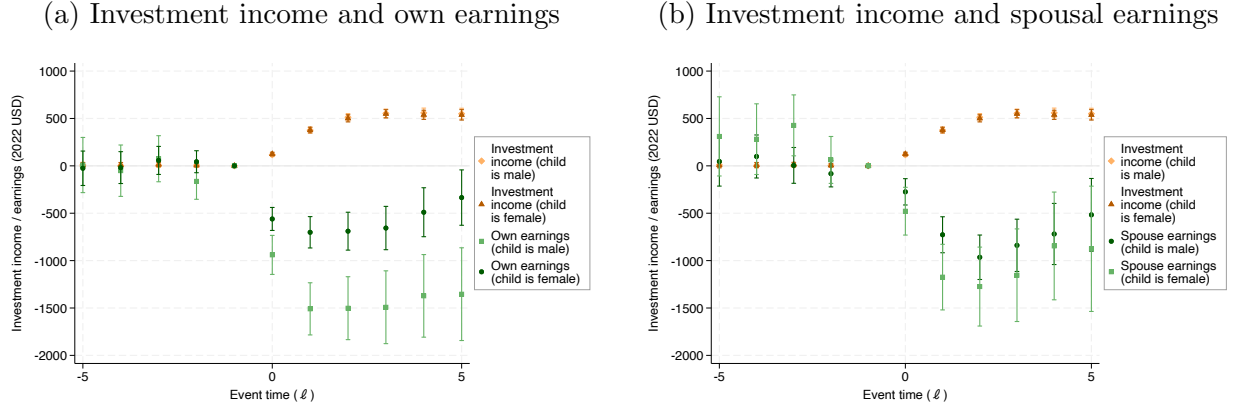 (a) Investment income and own earnings
Investment income / earnings (2022 USD)
1000
500
0
-500
-1000
-1500
-2000
-5
0
5
Event time (ℓ)
Investment
income (child
is male)
Investment
income (child
is female)
Own earnings
(child is male)
Own earnings
(child is female)
(b) Investment income and spousal earnings
Investment income / earnings (2022 USD)
1000
500
0
-500
-1000
-1500
-2000
-5
0
5
Event time (ℓ)
Investment
income (child
is male)
Investment
income (child
is female)
Spouse earnings
(child is male)
Spouse earnings
(child is female)